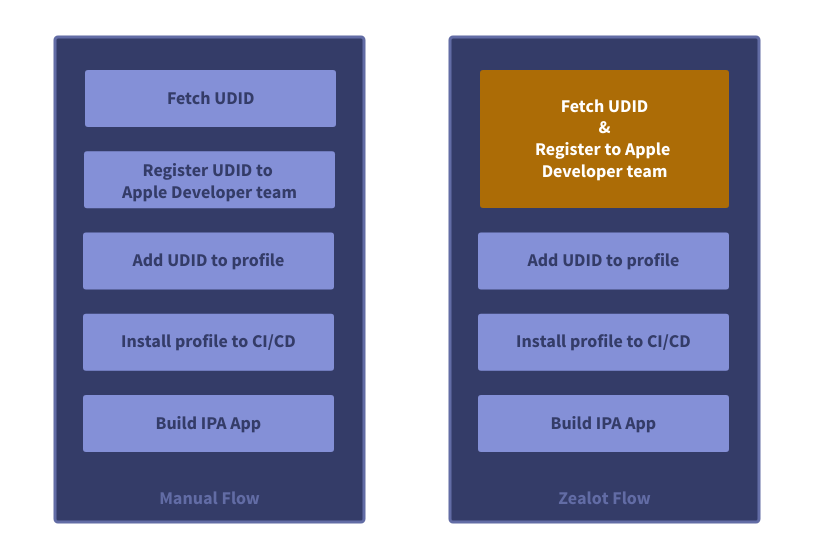 Fetch UDID
Register UDID to
Apple Developer team
Add UDID to profile
Install profile to CI/CD
Build IPA App
Manual Flow
Fetch UDID
&
Register to Apple
Developer team
Add UDID to profile
Install profile to CI/CD
Build IPA App
Zealot Flow